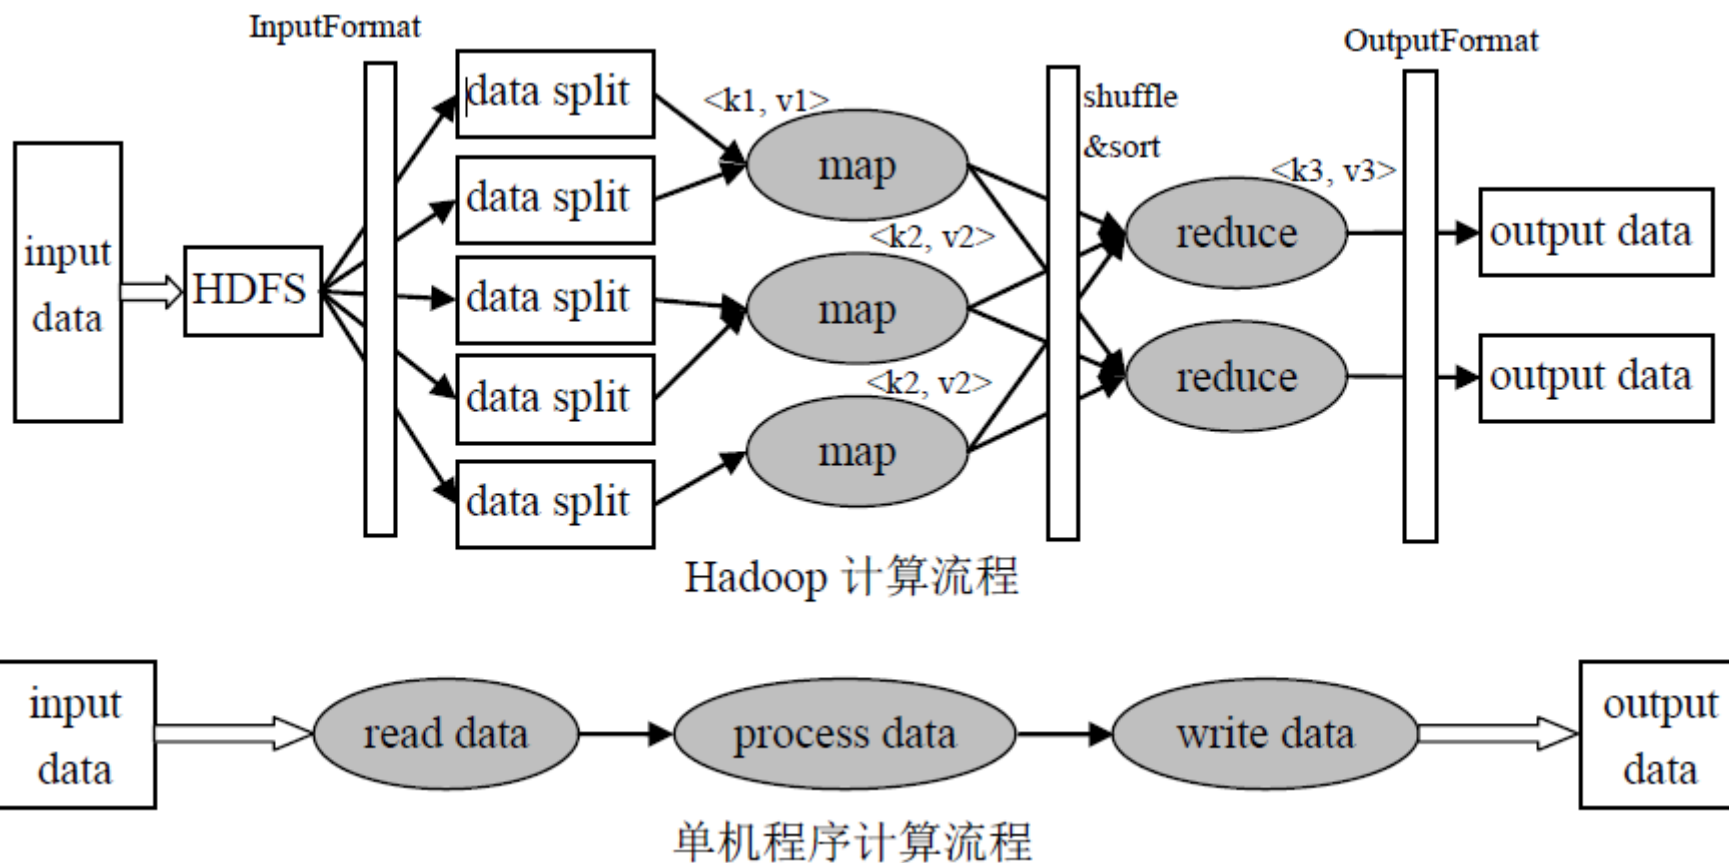 InputFormat
OutputFormat
data split
<k1, v1>
shuffle
&sort
map
<k3, v3>
data split
input
data
HDFS
<k2, v2>
reduce
output data
data split
map
<k2, v2>
reduce
output data
data split
map
data split
Hadoop 计算流程
input
data
read data
process data
write data
output
data
单机程序计算流程